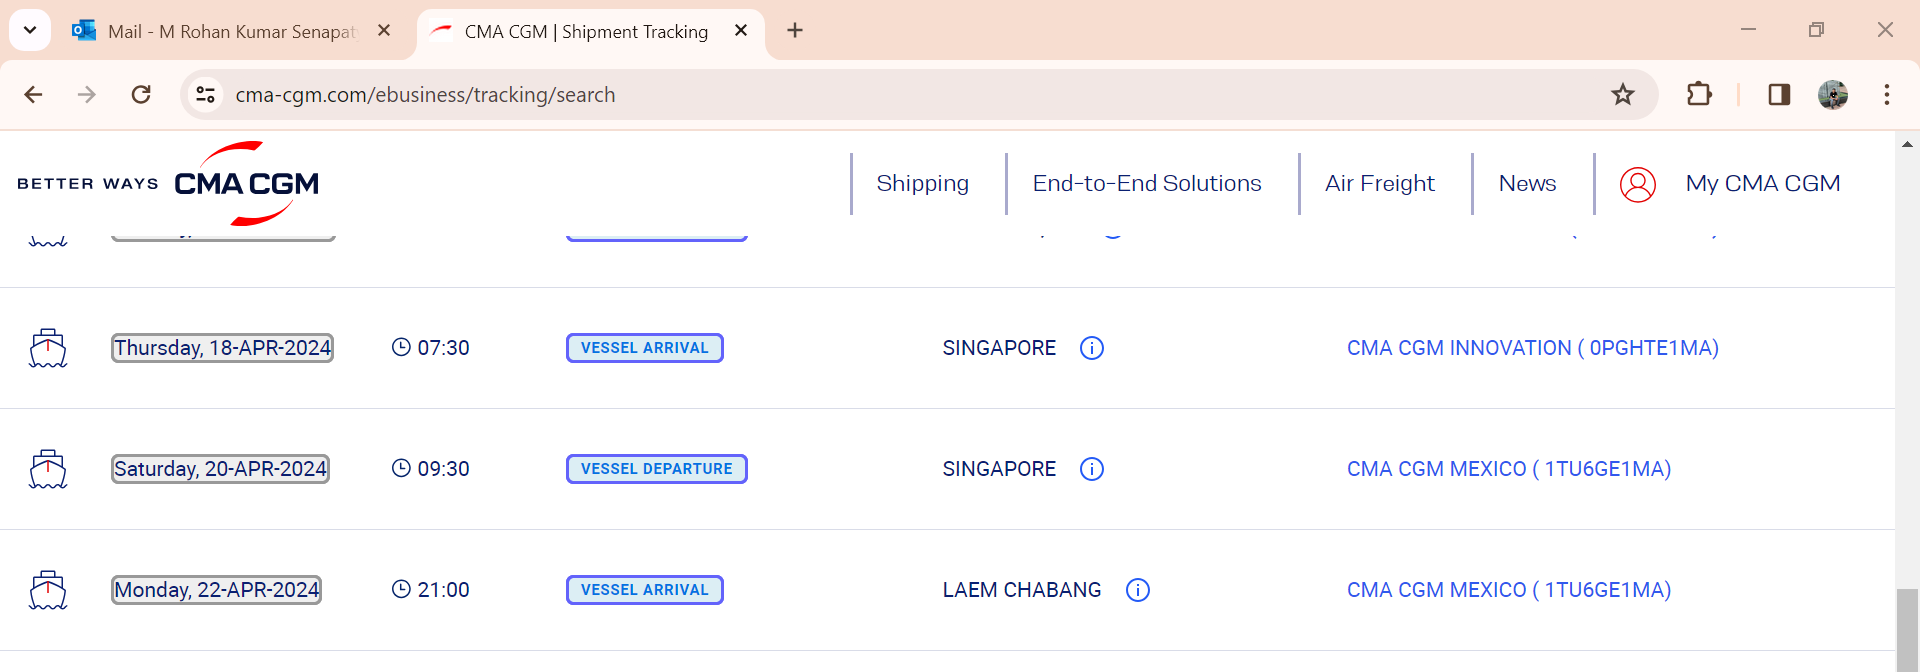 Mail - M Rohan Kumar Senapat
CMA CGM | Shipment Tracking
cma-cgm.com/ebusiness/tracking/search
BETTER WAYS CMA CGM
Shipping
End-to-End Solutions
Air Freight
News
My CMA CGM
Thursday, 18-APR-2024 07:30 VESSEL ARRIVAL SINGAPORE CMA CGM INNOVATION ( 0PGHTE1MA)
Saturday, 20-APR-2024 09:30 VESSEL DEPARTURE SINGAPORE CMA CGM MEXICO ( 1TU6GE1MA)
Monday, 22-APR-2024 21:00 VESSEL ARRIVAL LAEM CHABANG CMA CGM MEXICO ( 1TU6GE1MA)